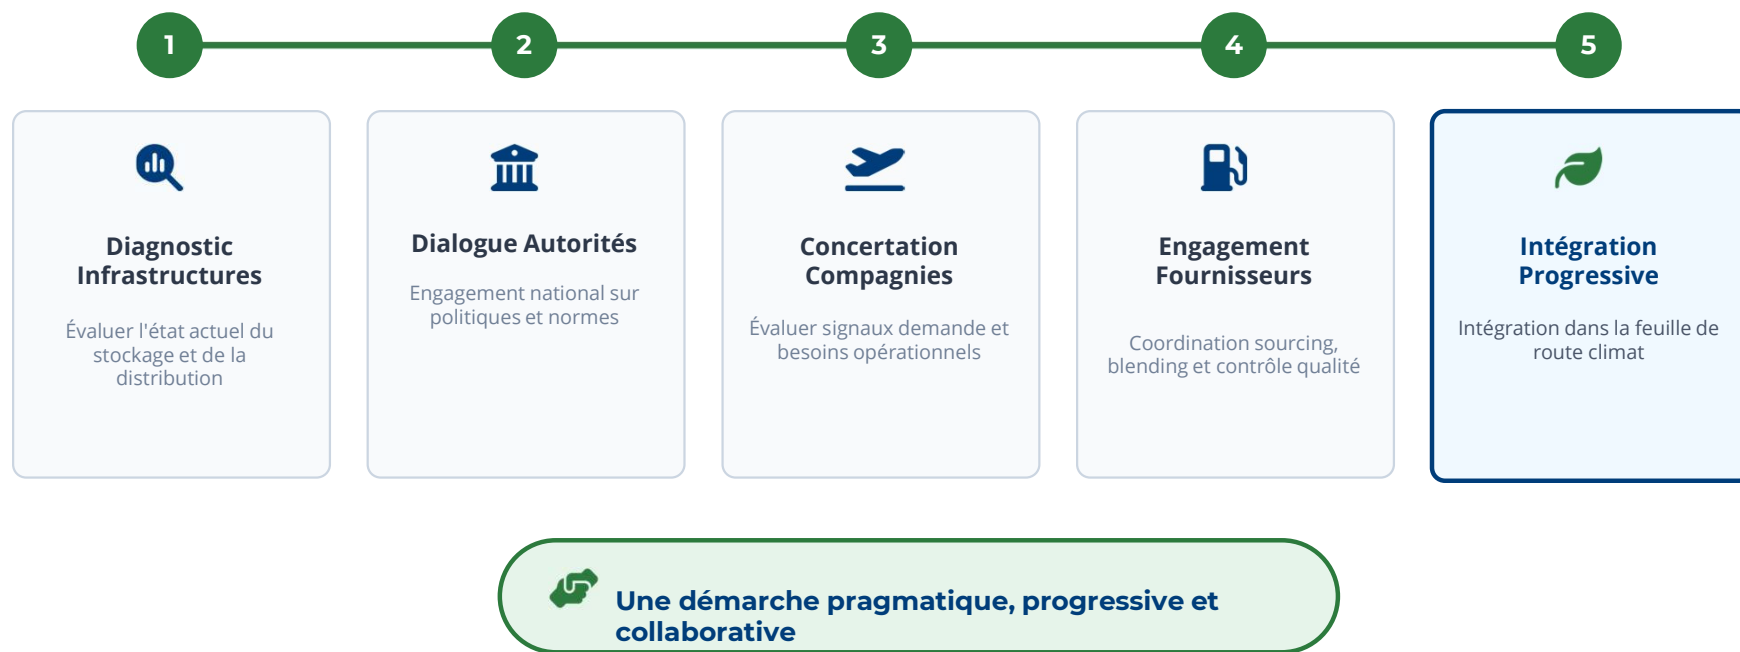 1
2
3
4
5
Diagnostic
Infrastructures
Évaluer l'état actuel du
stockage et de la
distribution
Dialogue Autorités
Engagement national sur
politiques et normes
Concertation
Compagnies
Évaluer signaux demande et
besoins opérationnels
Engagement
Fournisseurs
Coordination sourcing,
blending et contrôle qualité
Intégration
Progressive
Intégration dans la feuille de
route climat
Une démarche pragmatique, progressive et
collaborative